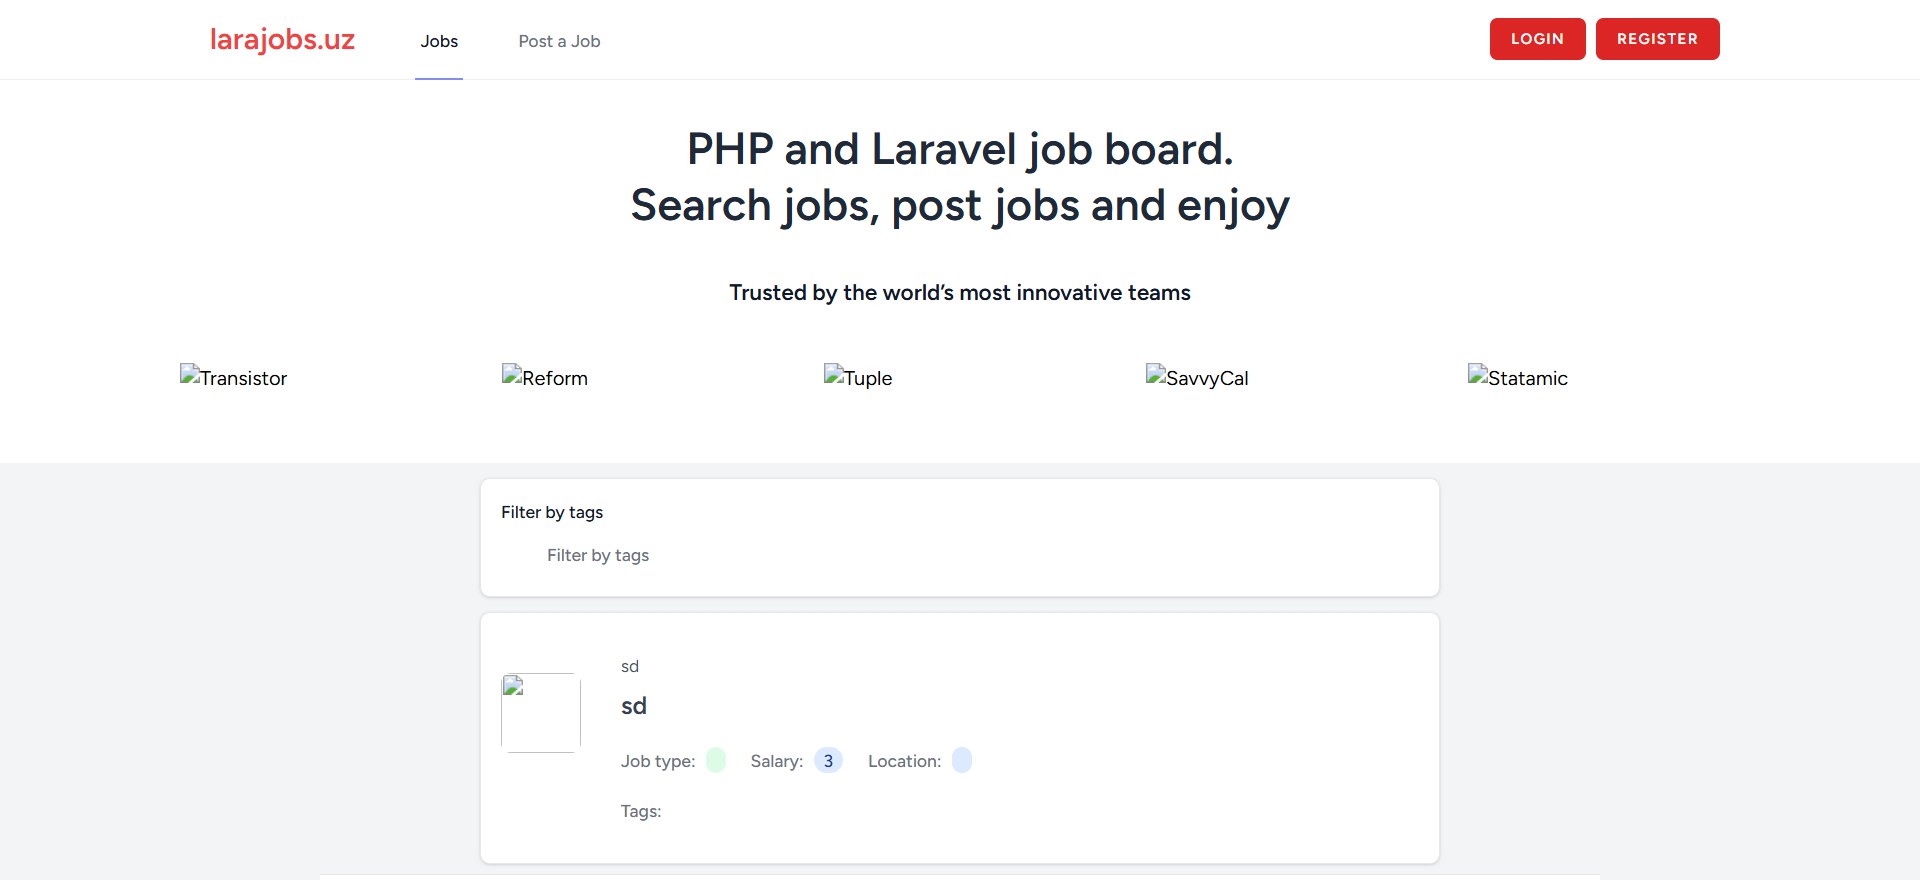 larajobs.uz Jobs Post a Job LOGIN REGISTER
PHP and Laravel job board.
Search jobs, post jobs and enjoy
Trusted by the world’s most innovative teams
Transistor Reform Tuple SavvyCal Statamic
Filter by tags
Filter by tags
sd
sd
Job type: Salary: 3 Location:
Tags: